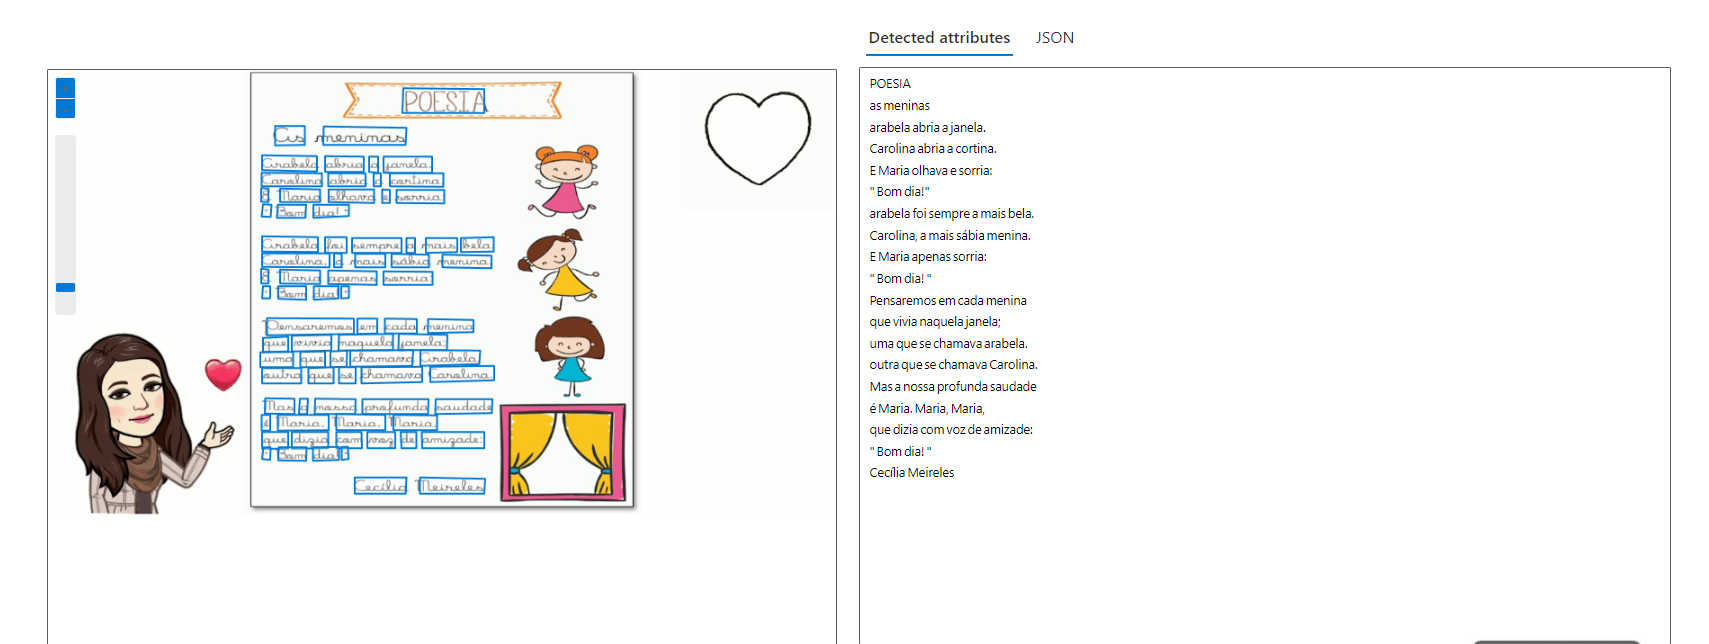 Detected attributes
JSON
POESIA
As meninas
Arabela abria a janela.
Carolina abria a cortina.
E Maria olhava e sorria:
"Bom dia!"
Arabela foi sempre a mais bela.
Carolina, a mais sábia menina.
E Maria apenas sorria:
"Bom dia!"
Pensaremos em cada menina
que vivia naquela janela;
uma que se chamava Arabela,
outra que se chamava Carolina.
Mas a nossa profunda saudade
é Maria, Maria, Maria,
que dizia com voz de amizade:
"Bom dia!"
Cecília Meireles
POESIA
as meninas
arabela abria a janela.
Carolina abria a cortina.
E Maria olhava e sorria:
" Bom dia!"
arabela foi sempre a mais bela.
Carolina, a mais sábia menina.
E Maria apenas sorria:
" Bom dia! "
Pensaremos em cada menina
que vivia naquela janela;
uma que se chamava arabela.
outra que se chamava Carolina.
Mas a nossa profunda saudade
é Maria. Maria, Maria,
que dizia com voz de amizade:
" Bom dia! "
Cecília Meireles